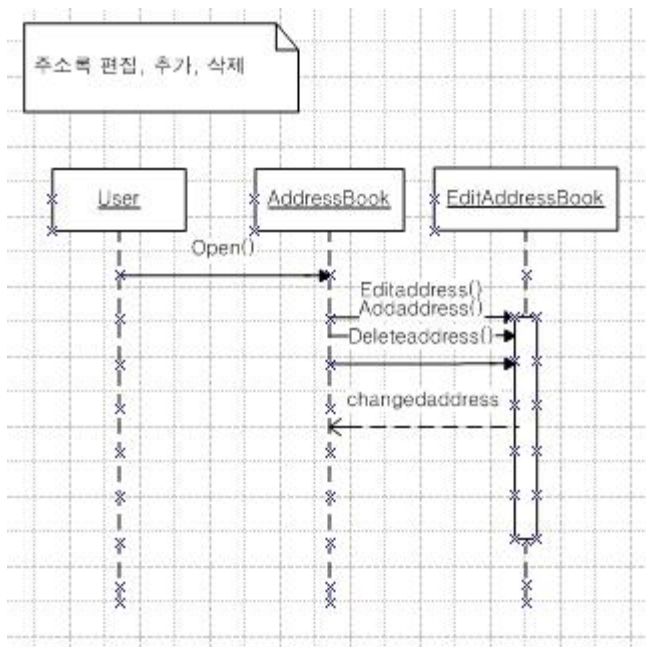 주소록 편집, 추가, 삭제
User
AddressBook
EditAddressBook
Open()
Editaddress()
Addaddress()
Deleteaddress()
changedaddress